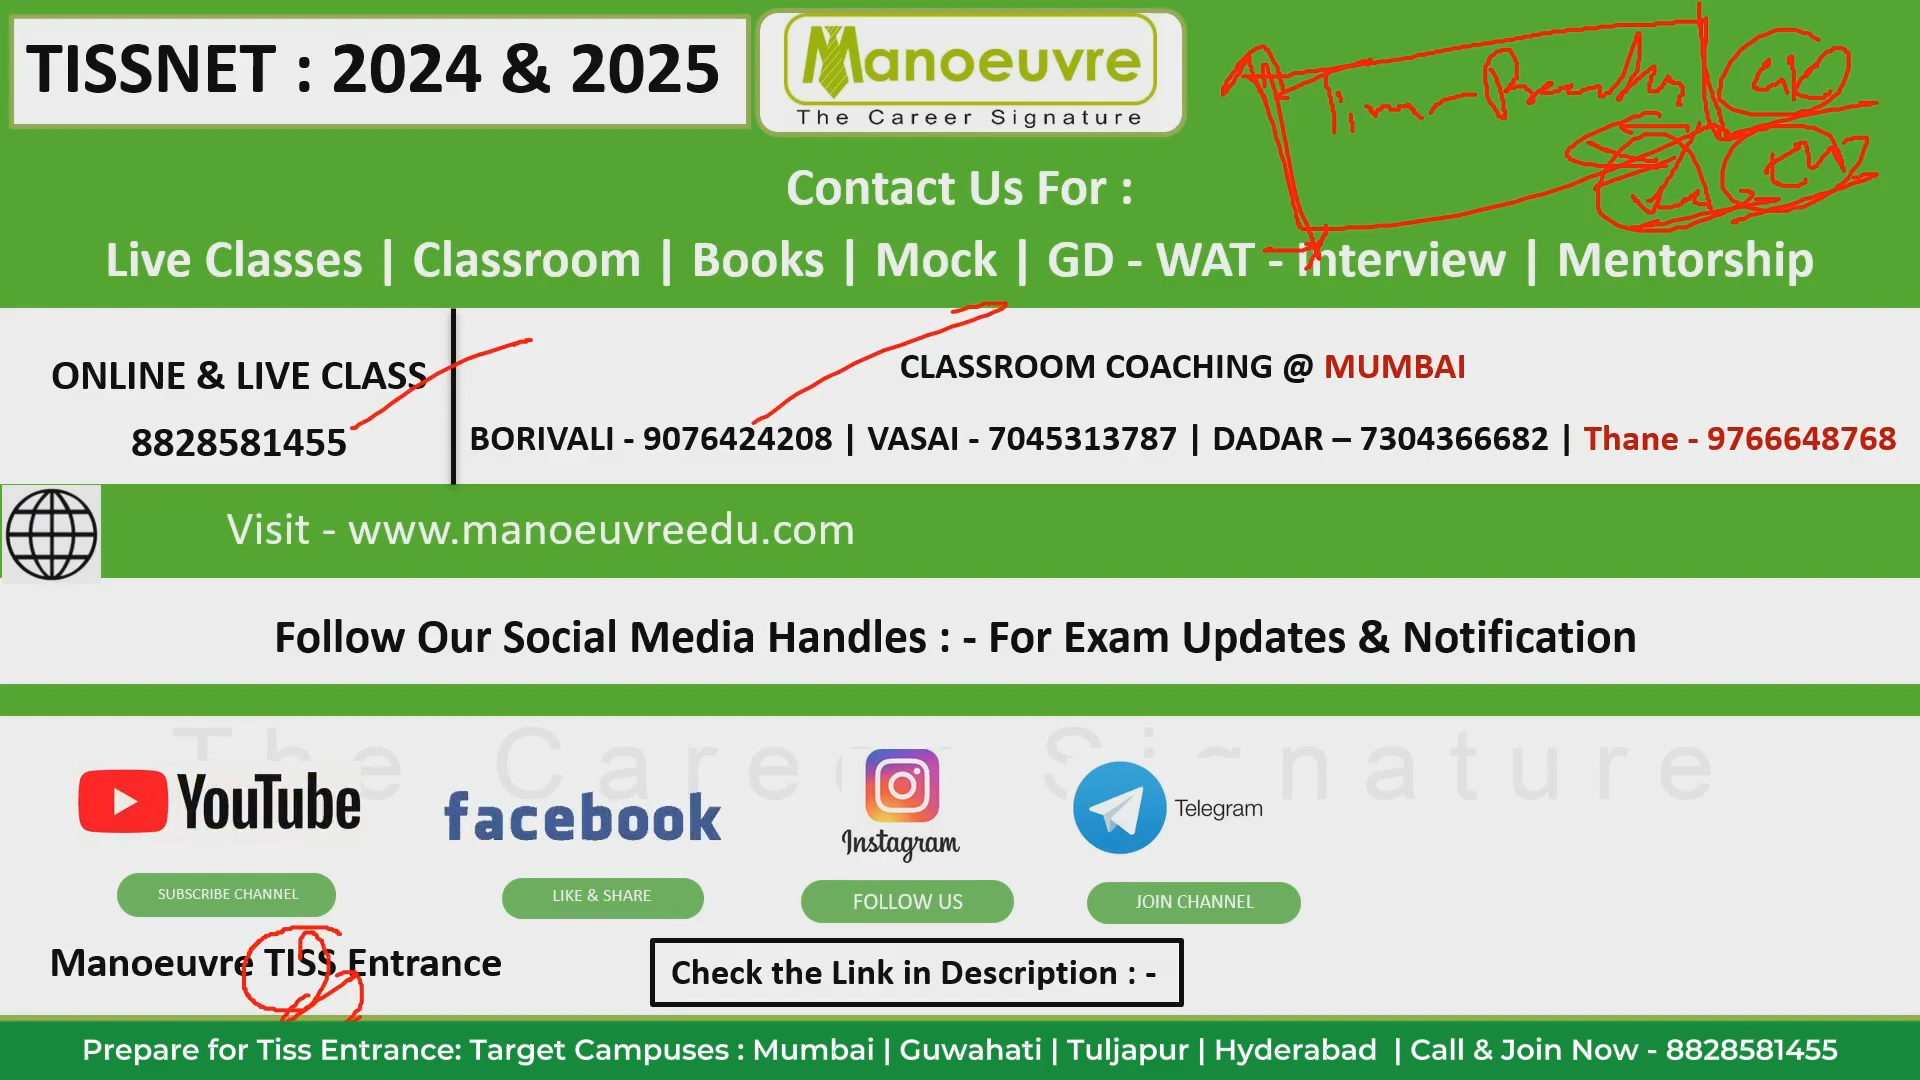 TISSNET : 2024 & 2025
Manoeuvre
The Career Signature
GK
Contact Us For :
Live Classes | Classroom | Books | Mock | GD - WAT - Interview | Mentorship
ONLINE & LIVE CLASS
8828581455
CLASSROOM COACHING @ MUMBAI
BORIVALI - 9076424208 | VASAI - 7045313787 | DADAR – 7304366682 | Thane - 9766648768
Visit - www.manoeuvreedu.com
Follow Our Social Media Handles : - For Exam Updates & Notification
The Career Signature
YouTube
facebook
Instagram
Telegram
SUBSCRIBE CHANNEL
LIKE & SHARE
FOLLOW US
JOIN CHANNEL
Manoeuvre TISS Entrance
Check the Link in Description : -
Prepare for Tiss Entrance: Target Campuses : Mumbai | Guwahati | Tuljapur | Hyderabad | Call & Join Now - 8828581455